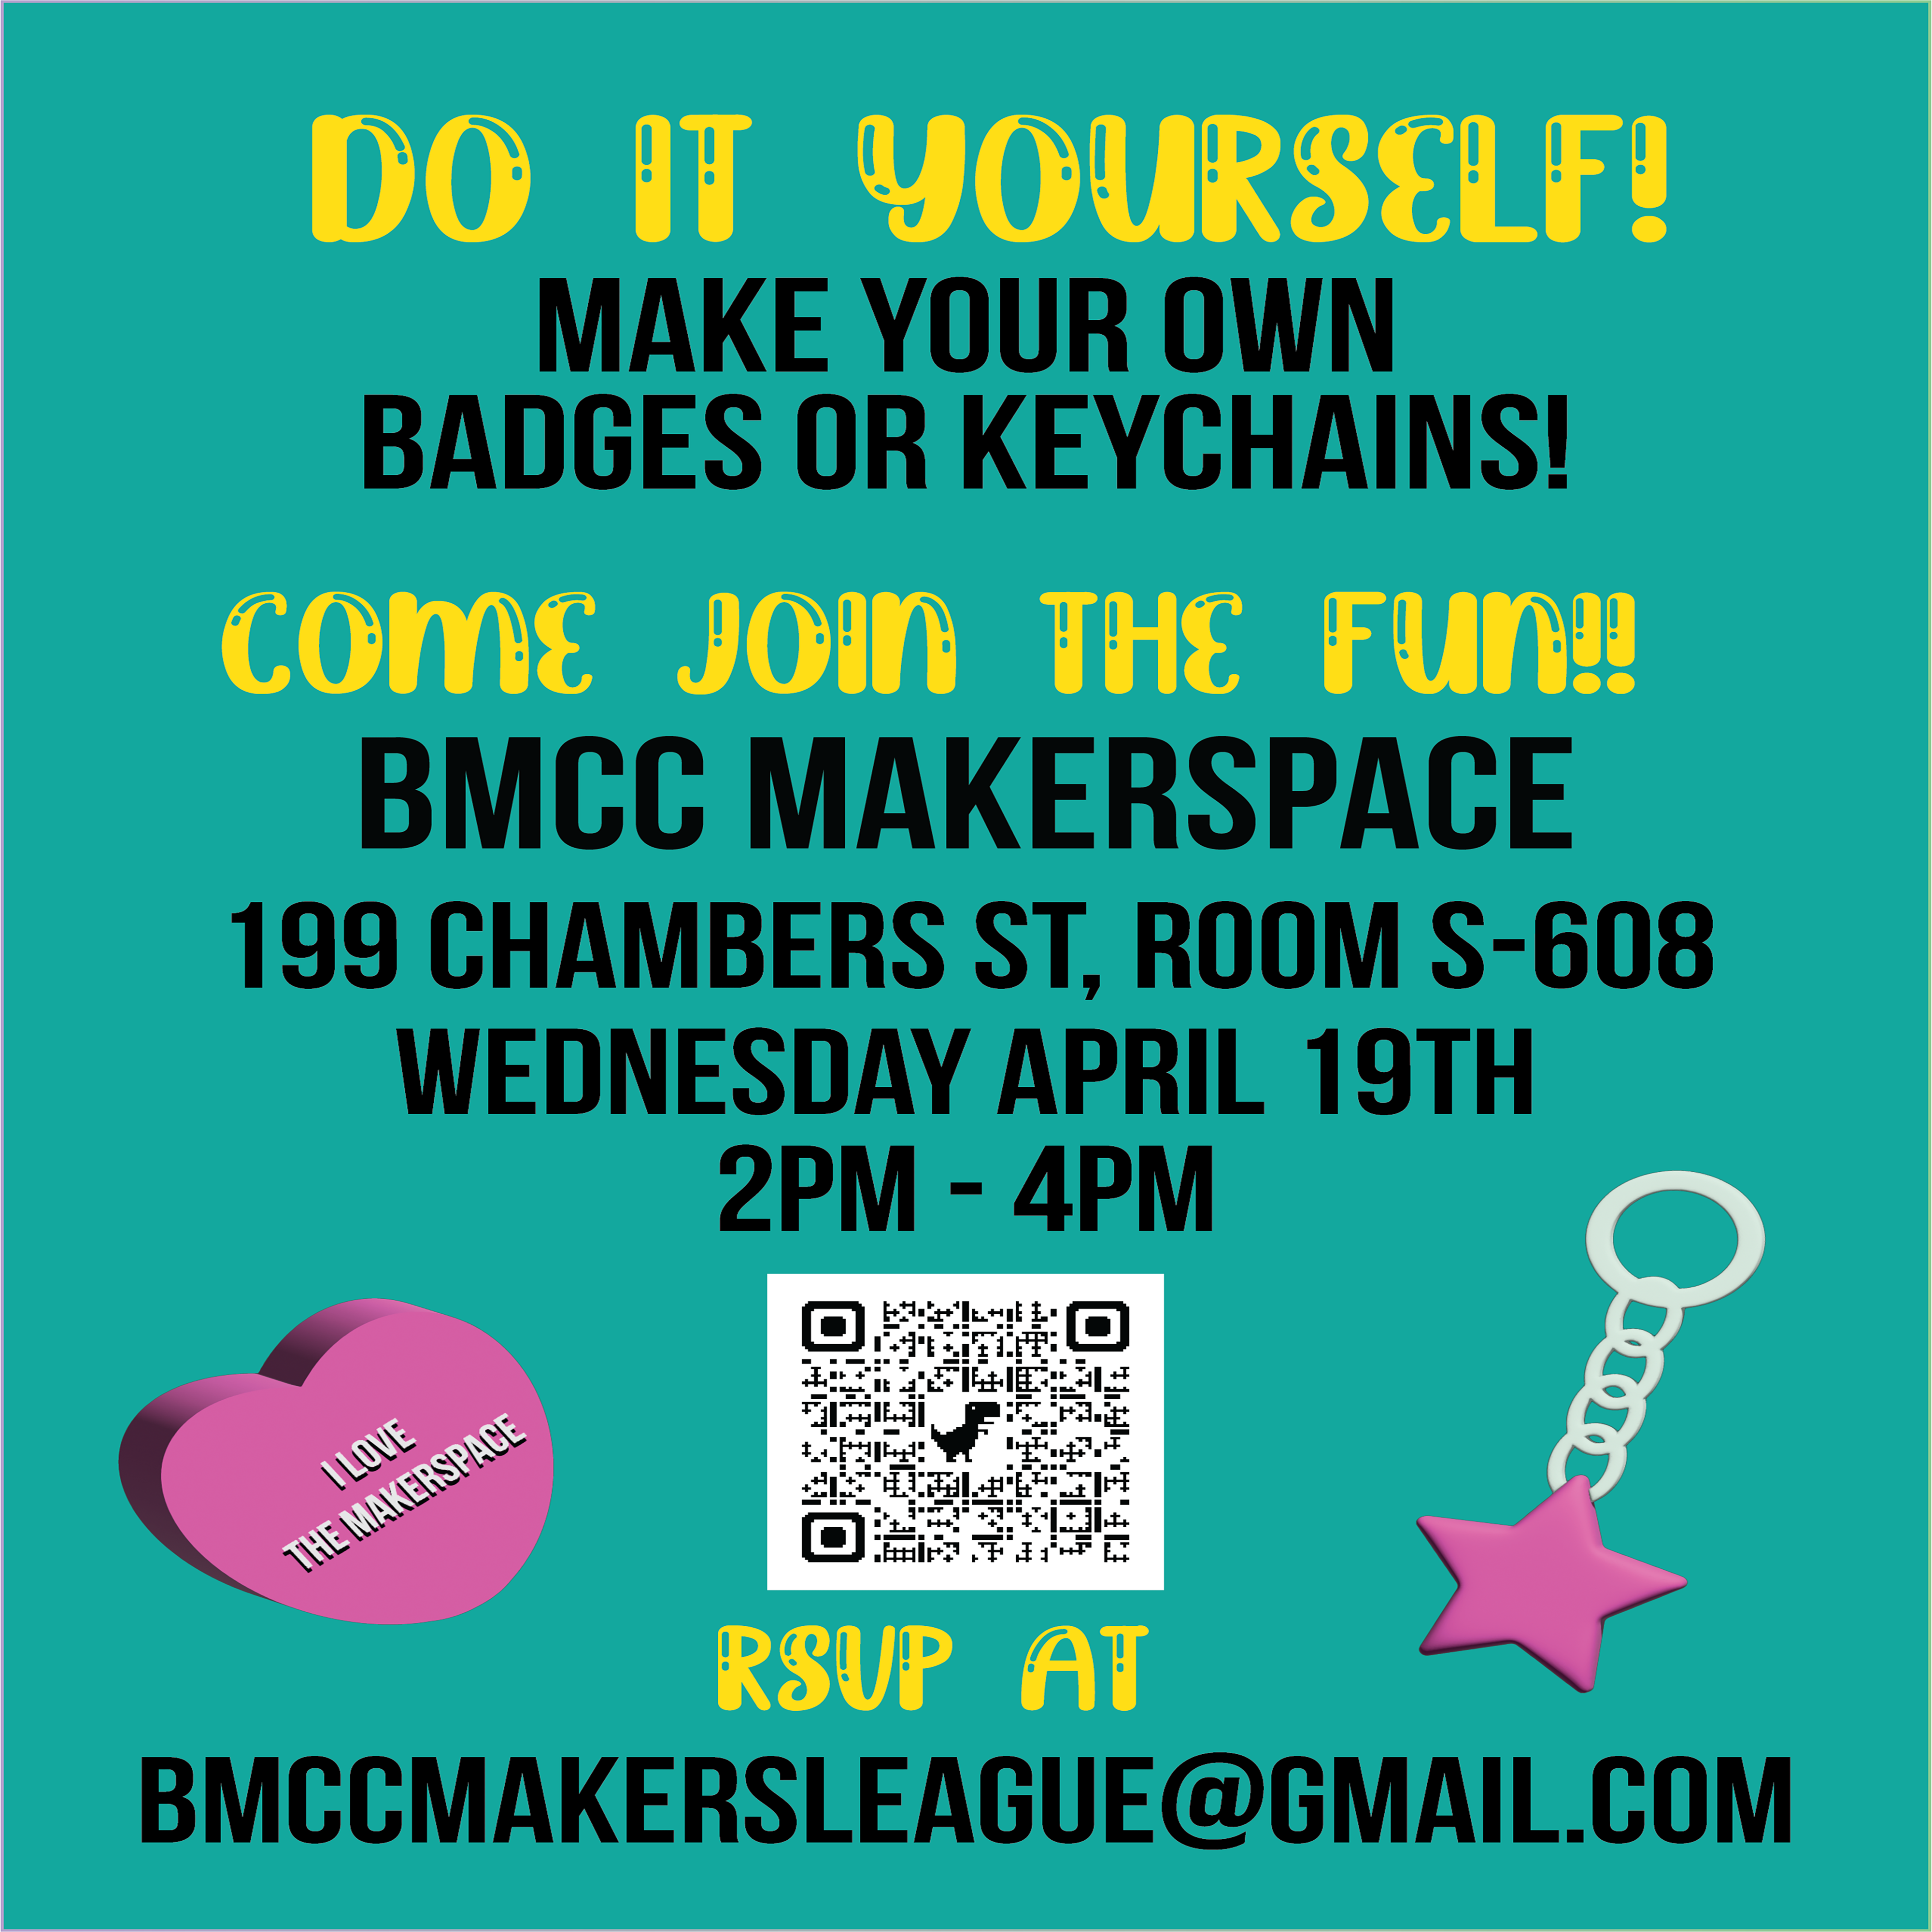 DO IT YOURSELF!
MAKE YOUR OWN
BADGES OR KEYCHAINS!
COME JOIN THE FUN!!
BMCC MAKERSPACE
199 CHAMBERS ST, ROOM S-608
WEDNESDAY APRIL 19TH
2PM - 4PM
I LOVE
THE MAKERSPACE
RSVP AT
BMCCMAKERSLEAGUE@GMAIL.COM